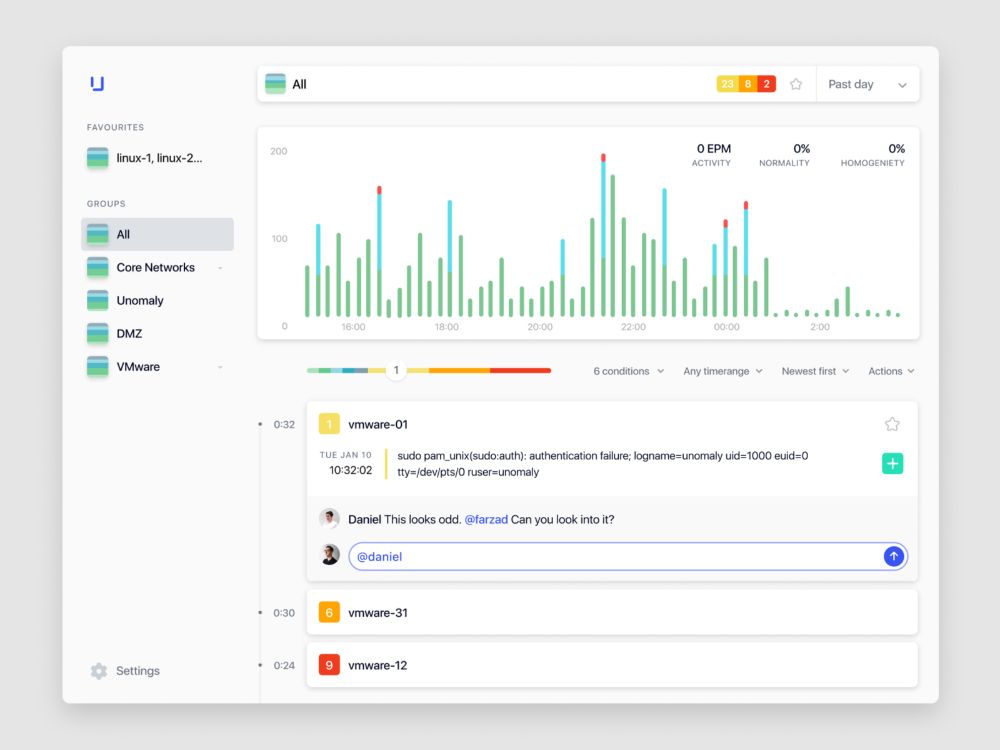 U
FAVOURITES
linux-1, linux-2...
GROUPS
All
Core Networks
Unomaly
DMZ
VMware
Settings
All
23 8 2
Past day
200
100
0
0 EPM
ACTIVITY
0%
NORMALITY
0%
HOMOGENIETY
16:00 18:00 20:00 22:00 00:00 2:00
1
6 conditions
Any timerange
Newest first
Actions
0:32
1 vmware-01
TUE JAN 10
10:32:02
sudo pam_unix(sudo:auth): authentication failure; logname=unomaly uid=1000 euid=0
tty=/dev/pts/0 ruser=unomaly
Daniel This looks odd. @farzad Can you look into it?
@daniel
0:30
6 vmware-31
0:24
9 vmware-12